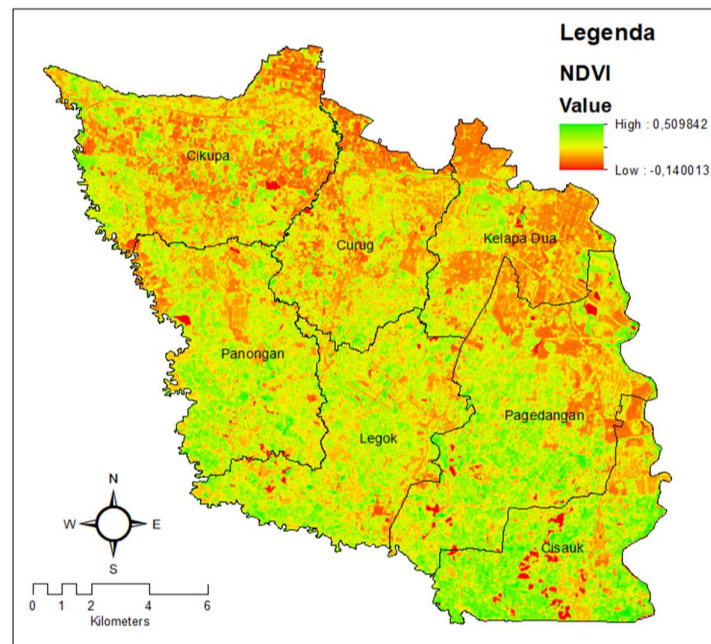 Legenda
NDVI
Value
High : 0,509842
Low : -0,140013
Cikupa
Curug
Kelapa Dua
Panongan
Legok
Pagedangan
Cisauk
N
W E
S
0 1 2 4 6
Kilometers